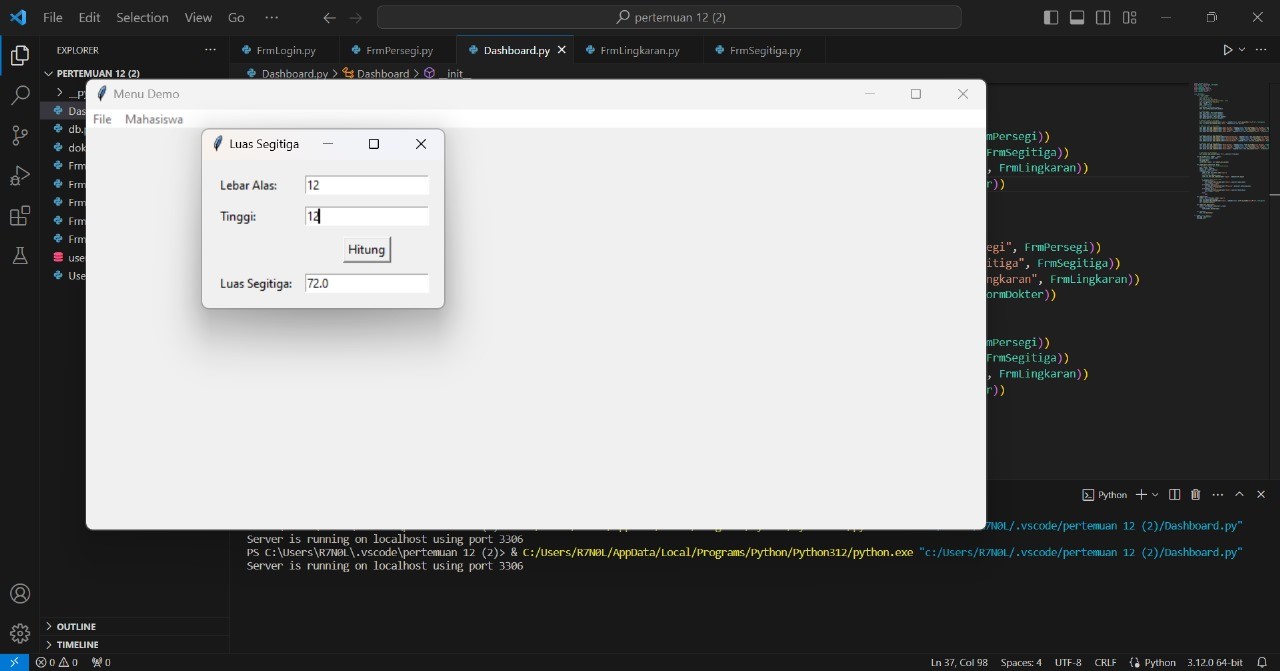 File Edit Selection View Go ··· pertemuan 12 (2)
EXPLORER ··· FrmLogin.py FrmPersegi.py Dashboard.py FrmLingkaran.py FrmSegitiga.py
PERTEMUAN 12 (2) Dashboard.py > Dashboard > __init__
Menu Demo
File Mahasiswa
Luas Segitiga
Lebar Alas: 12
Tinggi: 12
Hitung
Luas Segitiga: 72.0
__py
Das
db.p
dok
Frm
Frm
Frm
Frm
Frm
use
Use
mPersegi))
FrmSegitiga))
, FrmLingkaran))
r))
egi", FrmPersegi))
itiga", FrmSegitiga))
ngkaran", FrmLingkaran))
ormDokter))
mPersegi))
FrmSegitiga))
, FrmLingkaran))
r))
Python
R7N0L/.vscode/pertemuan 12 (2)/Dashboard.py"
Server is running on localhost using port 3306
PS C:\Users\R7N0L\.vscode\pertemuan 12 (2)> & C:/Users/R7N0L/AppData/Local/Programs/Python/Python312/python.exe "c:/Users/R7N0L/.vscode/pertemuan 12 (2)/Dashboard.py"
Server is running on localhost using port 3306
OUTLINE
TIMELINE
0 0 0 Ln 37, Col 98 Spaces: 4 UTF-8 CRLF Python 3.12.0 64-bit